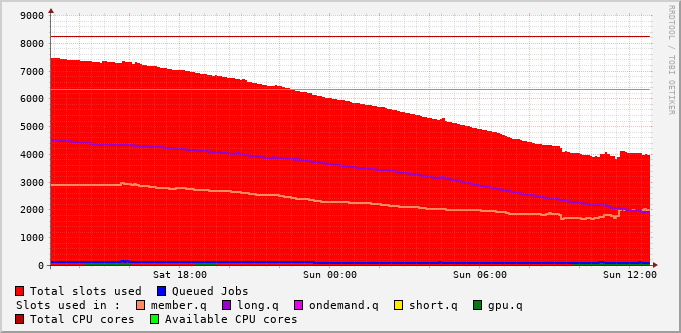 9000
8000
7000
6000
5000
4000
3000
2000
1000
0
Sat 18:00 Sun 00:00 Sun 06:00 Sun 12:00
RRDTOOL / TOBI OETIKER
Total slots used Queued Jobs
Slots used in : member.q long.q ondemand.q short.q gpu.q
Total CPU cores Available CPU cores